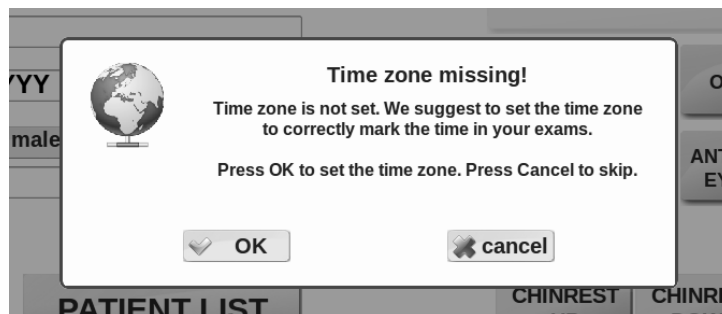 YYY
male
Time zone missing!
Time zone is not set. We suggest to set the time zone
to correctly mark the time in your exams.
Press OK to set the time zone. Press Cancel to skip.
OK
cancel
PATIENT LIST
CHINREST